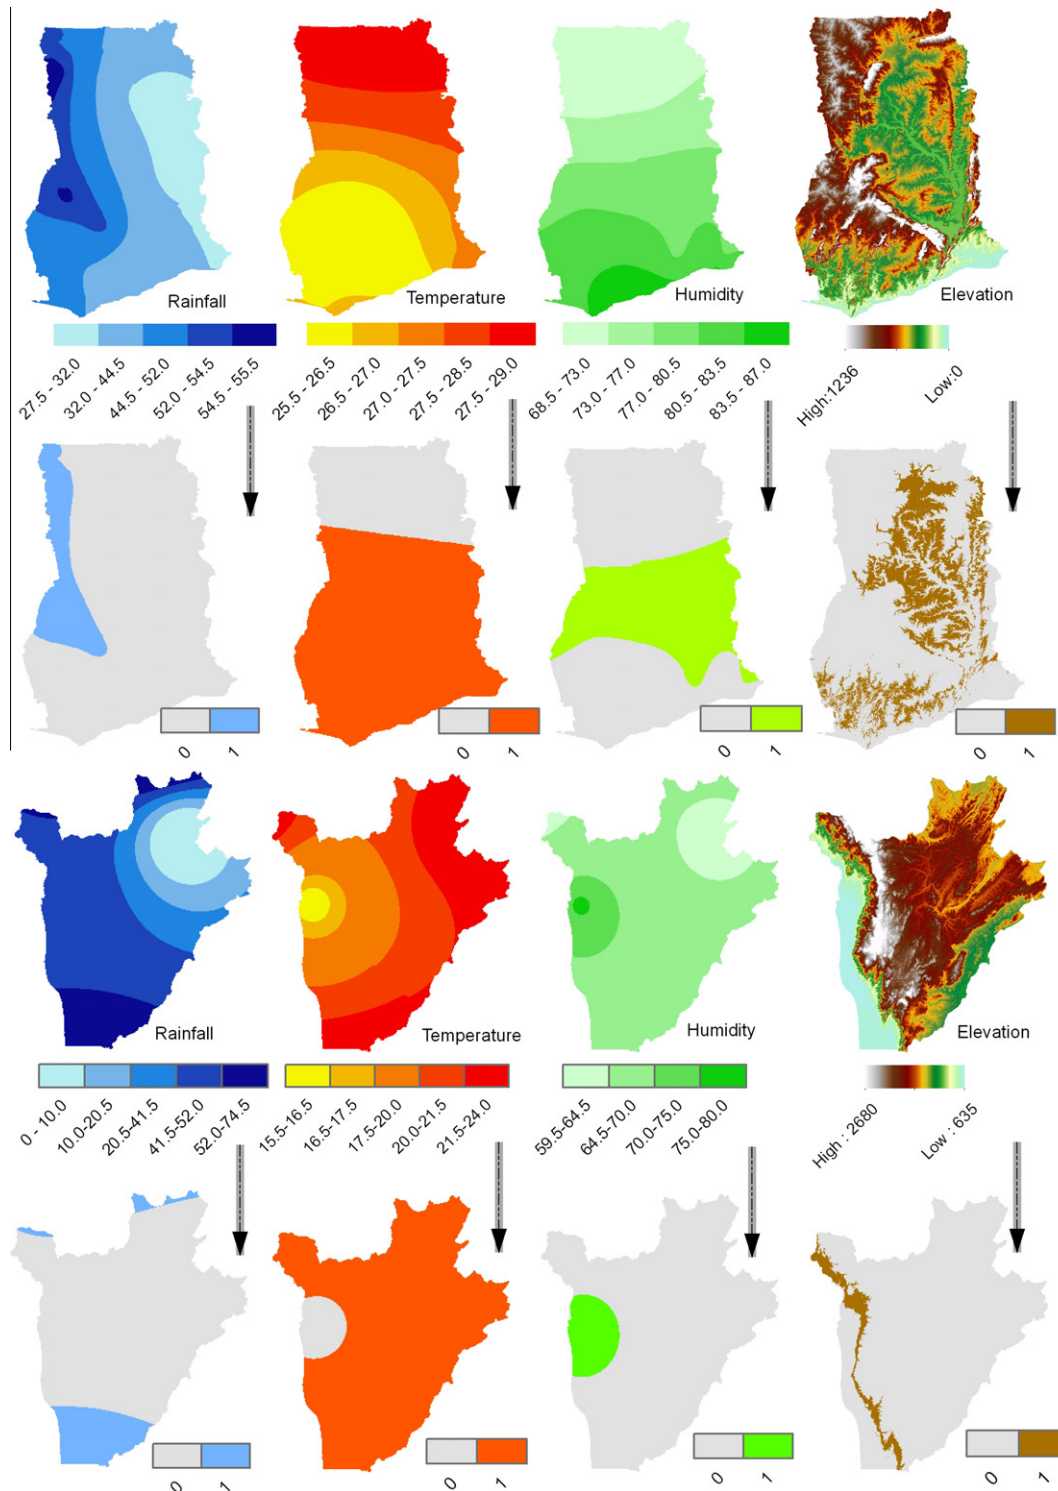 Rainfall
Temperature
Humidity
Elevation
27.5 - 32.0
32.0 - 44.5
44.5 - 52.0
52.0 - 54.5
54.5 - 55.5
25.5 - 26.5
26.5 - 27.0
27.0 - 27.5
27.5 - 28.5
27.5 - 29.0
68.5 - 73.0
73.0 - 77.0
77.0 - 80.5
80.5 - 83.5
83.5 - 87.0
High:1236
Low:0
0
1
0
1
0
1
0
1
Rainfall
Temperature
Humidity
Elevation
0 - 10.0
10.0-20.5
20.5-41.5
41.5-52.0
52.0-74.5
15.5-16.5
16.5-17.5
17.5-20.0
20.0-21.5
21.5-24.0
59.5-64.5
64.5-70.0
70.0-75.0
75.0-80.0
High : 2680
Low : 635
0
1
0
1
0
1
0
1